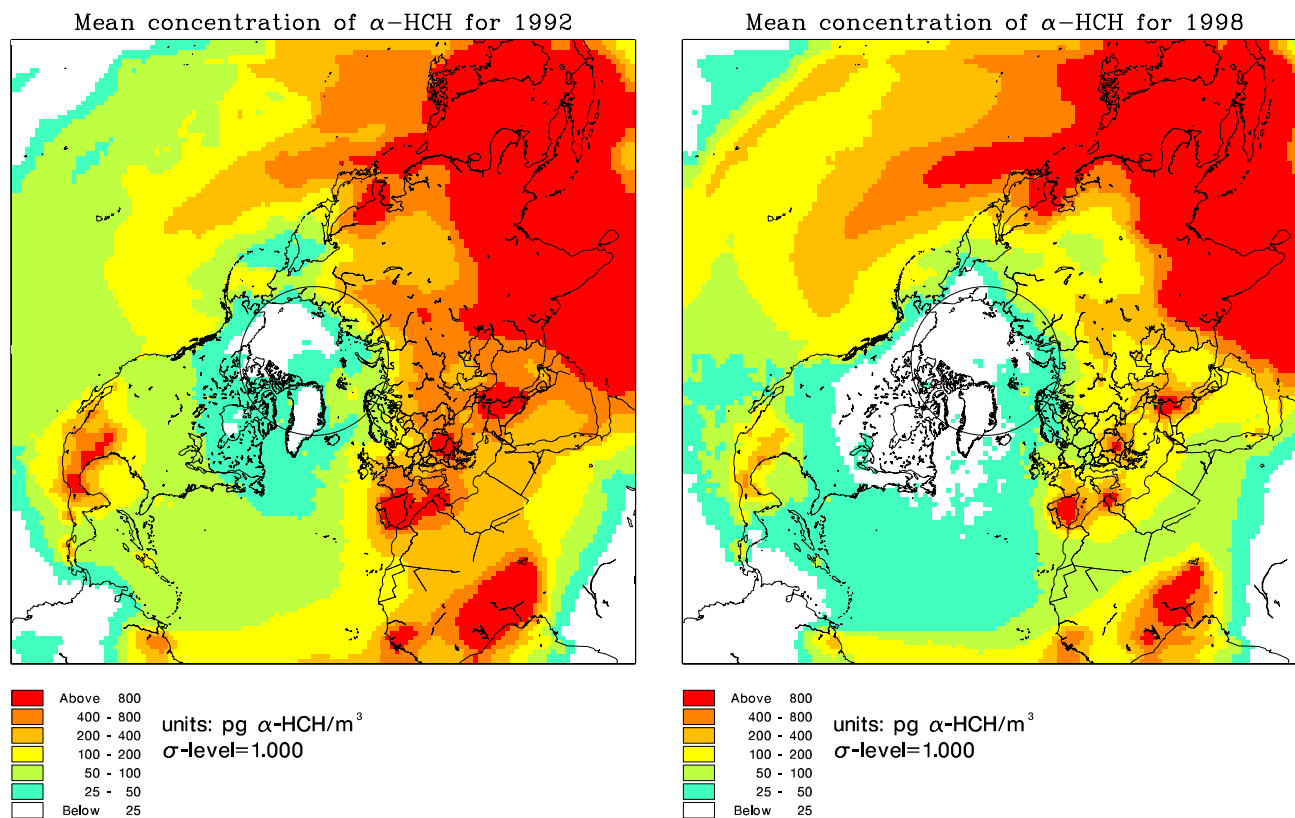 Mean concentration of α-HCH for 1992
Above 800
400 - 800
200 - 400
100 - 200
50 - 100
25 - 50
Below 25
units: pg α-HCH/m³
σ-level=1.000
Mean concentration of α-HCH for 1998
Above 800
400 - 800
200 - 400
100 - 200
50 - 100
25 - 50
Below 25
units: pg α-HCH/m³
σ-level=1.000